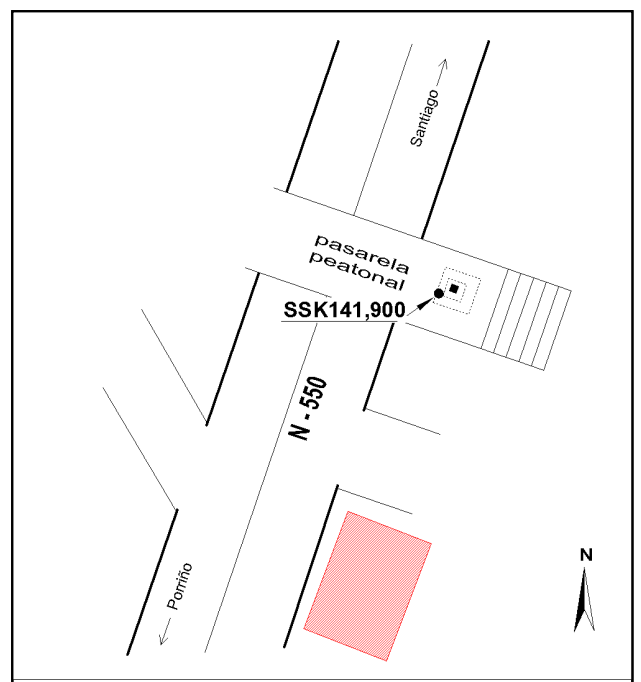 Santiago
pasarela
peatonal
SSK141,900
N - 550
Porriño
N